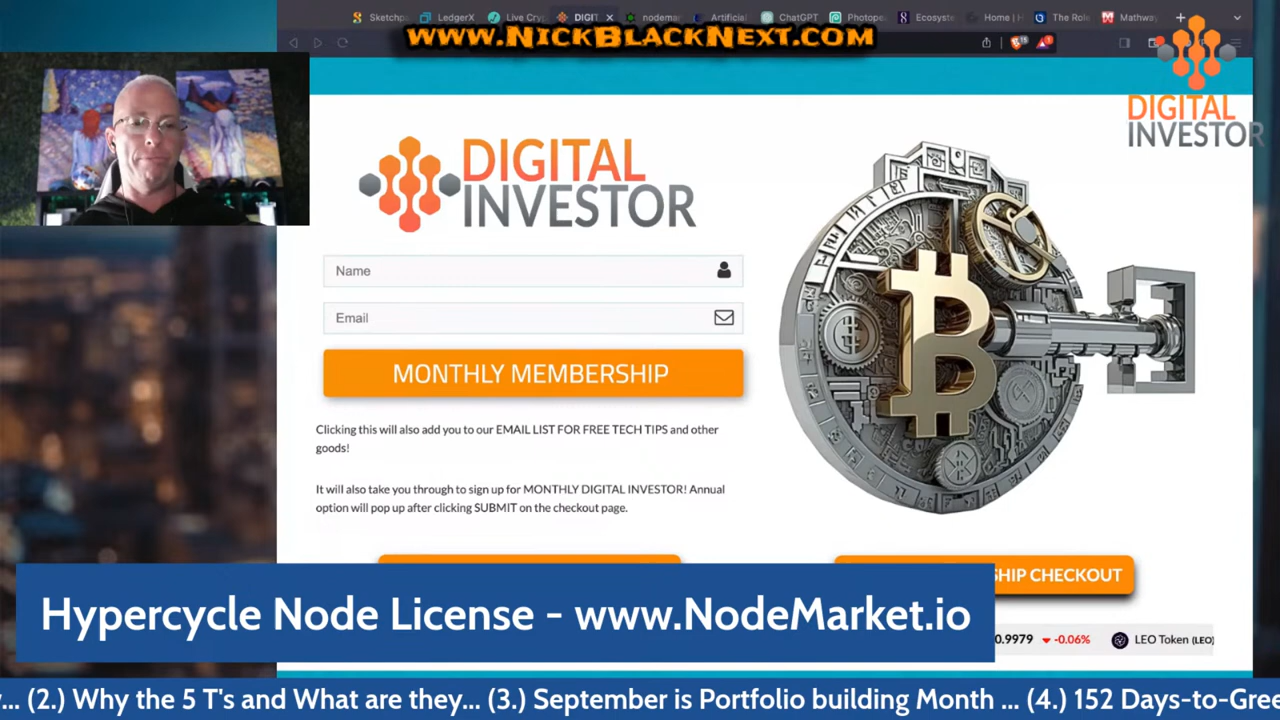 Sketchp
LedgerX
Live Cryp
DIGIT
nodemar
Artificial
ChatGPT
Photopea
Ecosyste
Home | H
The Role
Mathway
www.NickBlackNext.com
DIGITAL
INVESTOR
DIGITAL
INVESTOR
Name
Email
MONTHLY MEMBERSHIP
Clicking this will also add you to our EMAIL LIST FOR FREE TECH TIPS and other
goods!
It will also take you through to sign up for MONTHLY DIGITAL INVESTOR! Annual
option will pop up after clicking SUBMIT on the checkout page.
SHIP CHECKOUT
Hypercycle Node License - www.NodeMarket.io
0.9979 -0.06% LEO Token (LEO)
... (2.) Why the 5 T's and What are they... (3.) September is Portfolio building Month ... (4.) 152 Days-to-Gree